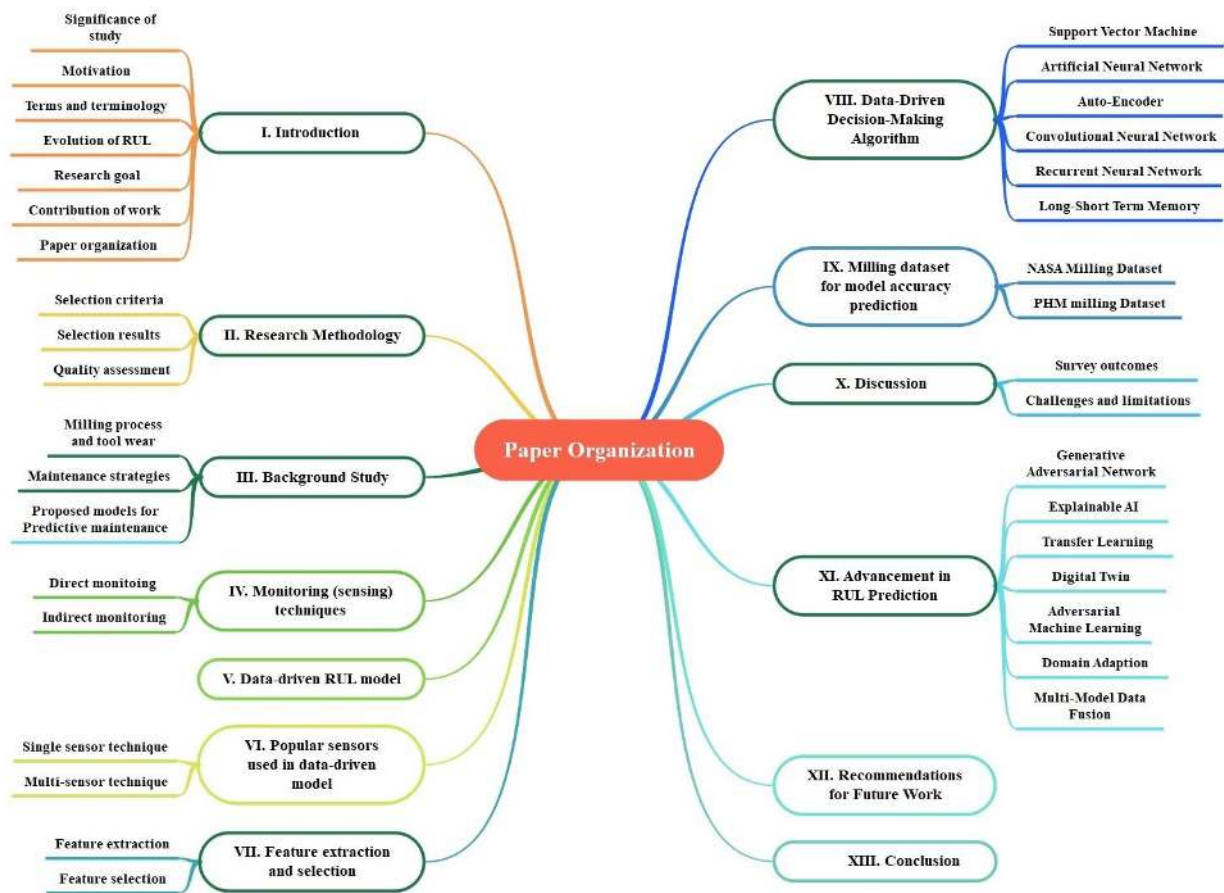 Paper Organization
I. Introduction
Significance of
study
Motivation
Terms and terminology
Evolution of RUL
Research goal
Contribution of work
Paper organization
II. Research Methodology
Selection criteria
Selection results
Quality assessment
III. Background Study
Milling process
and tool wear
Maintenance strategies
Proposed models for
Predictive maintenance
IV. Monitoring (sensing)
techniques
Direct monitoing
Indirect monitoring
V. Data-driven RUL model
VI. Popular sensors
used in data-driven
model
Single sensor technique
Multi-sensor technique
VII. Feature extraction
and selection
Feature extraction
Feature selection
VIII. Data-Driven
Decision-Making
Algorithm
Support Vector Machine
Artificial Neural Network
Auto-Encoder
Convolutional Neural Network
Recurrent Neural Network
Long-Short Term Memory
IX. Milling dataset
for model accuracy
prediction
NASA Milling Dataset
PHM milling Dataset
X. Discussion
Survey outcomes
Challenges and limitations
XI. Advancement in
RUL Prediction
Generative
Adversarial Network
Explainable AI
Transfer Learning
Digital Twin
Adversarial
Machine Learning
Domain Adaption
Multi-Model Data
Fusion
XII. Recommendations
for Future Work
XIII. Conclusion